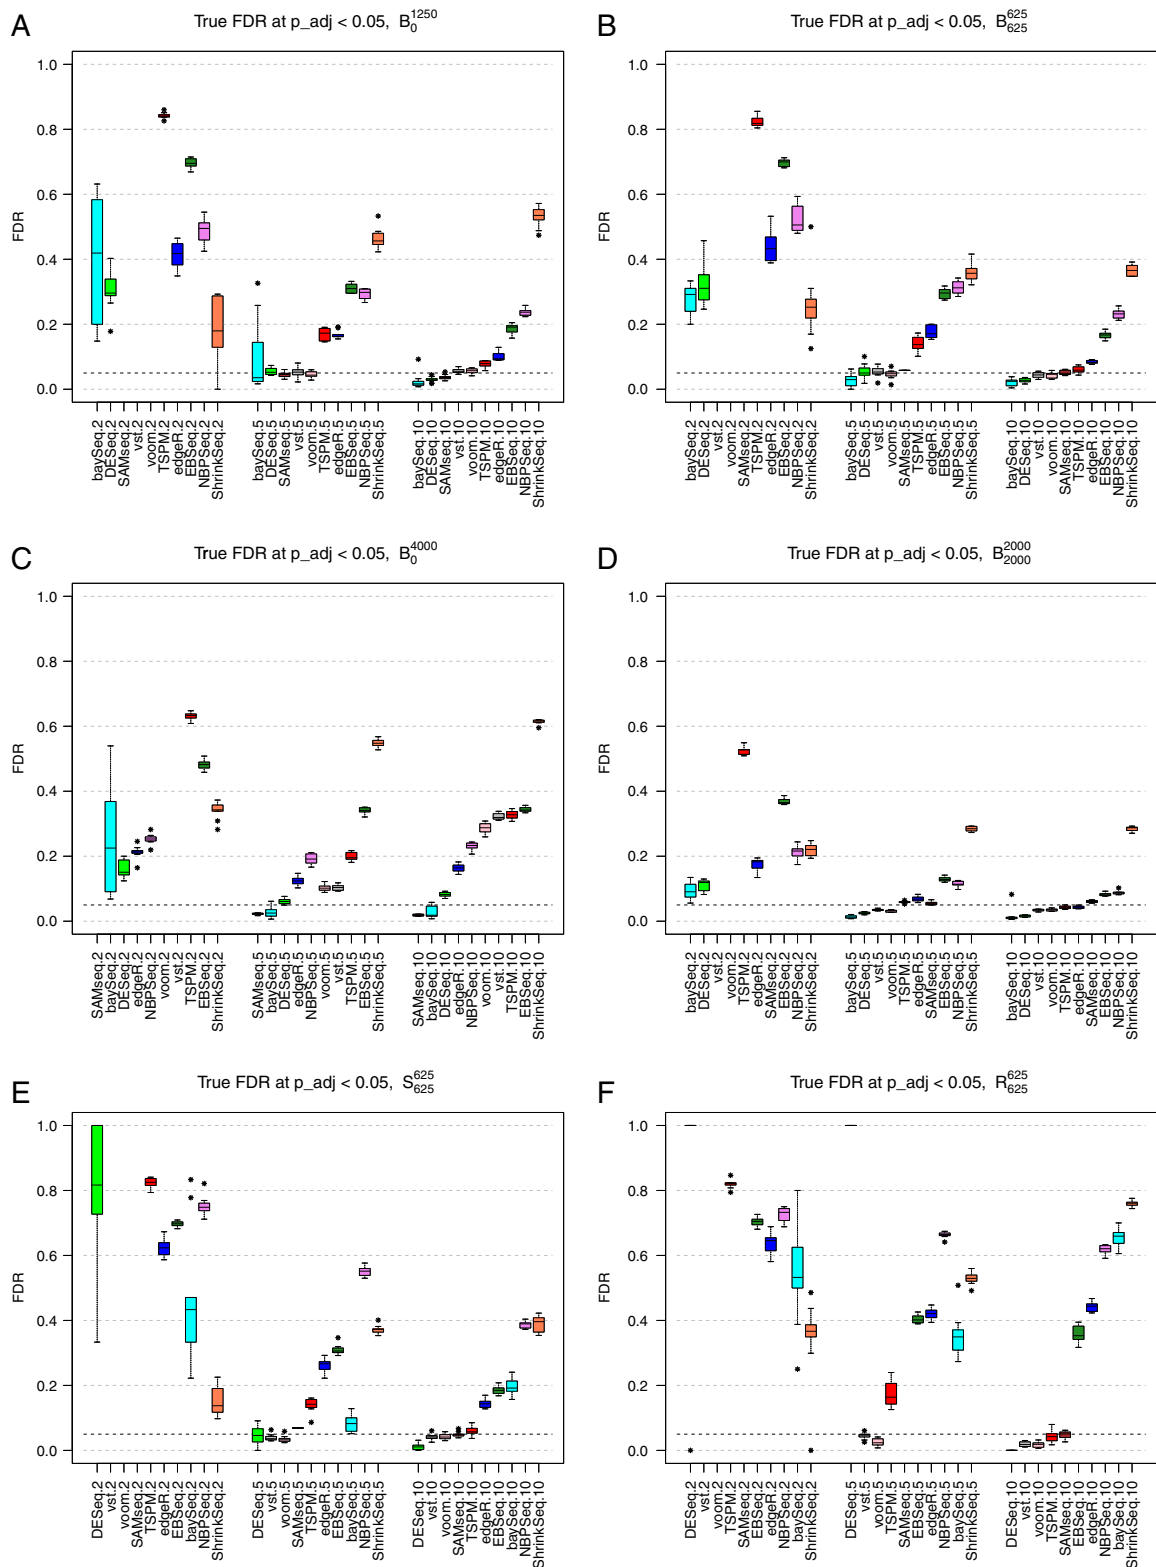 A
True FDR at p_adj < 0.05, B_0^1250
FDR
1.0
0.8
0.6
0.4
0.2
0.0
baySeq.2
DESeq.2
SAMseq.2
vst.2
voom.2
TSPM.2
edgeR.2
EBSeq.2
NBPSeq.2
ShrinkSeq.2
baySeq.5
DESeq.5
SAMseq.5
vst.5
voom.5
TSPM.5
edgeR.5
EBSeq.5
NBPSeq.5
ShrinkSeq.5
baySeq.10
DESeq.10
SAMseq.10
vst.10
voom.10
TSPM.10
edgeR.10
EBSeq.10
NBPSeq.10
ShrinkSeq.10
B
True FDR at p_adj < 0.05, B_625^625
FDR
1.0
0.8
0.6
0.4
0.2
0.0
baySeq.2
DESeq.2
vst.2
voom.2
SAMseq.2
TSPM.2
edgeR.2
EBSeq.2
NBPSeq.2
ShrinkSeq.2
baySeq.5
DESeq.5
vst.5
voom.5
SAMseq.5
TSPM.5
edgeR.5
EBSeq.5
NBPSeq.5
ShrinkSeq.5
baySeq.10
DESeq.10
vst.10
voom.10
SAMseq.10
TSPM.10
edgeR.10
EBSeq.10
NBPSeq.10
ShrinkSeq.10
C
True FDR at p_adj < 0.05, B_0^4000
FDR
1.0
0.8
0.6
0.4
0.2
0.0
SAMseq.2
baySeq.2
DESeq.2
edgeR.2
NBPSeq.2
voom.2
vst.2
TSPM.2
EBSeq.2
ShrinkSeq.2
SAMseq.5
baySeq.5
DESeq.5
edgeR.5
NBPSeq.5
voom.5
vst.5
TSPM.5
EBSeq.5
ShrinkSeq.5
SAMseq.10
baySeq.10
DESeq.10
edgeR.10
NBPSeq.10
voom.10
vst.10
TSPM.10
EBSeq.10
ShrinkSeq.10
D
True FDR at p_adj < 0.05, B_2000^2000
FDR
1.0
0.8
0.6
0.4
0.2
0.0
baySeq.2
DESeq.2
vst.2
voom.2
TSPM.2
edgeR.2
SAMseq.2
EBSeq.2
NBPSeq.2
ShrinkSeq.2
baySeq.5
DESeq.5
vst.5
voom.5
TSPM.5
edgeR.5
SAMseq.5
EBSeq.5
NBPSeq.5
ShrinkSeq.5
baySeq.10
DESeq.10
vst.10
voom.10
TSPM.10
edgeR.10
SAMseq.10
EBSeq.10
NBPSeq.10
ShrinkSeq.10
E
True FDR at p_adj < 0.05, S_625^625
FDR
1.0
0.8
0.6
0.4
0.2
0.0
DESeq.2
vst.2
voom.2
SAMseq.2
TSPM.2
edgeR.2
EBSeq.2
baySeq.2
NBPSeq.2
ShrinkSeq.2
DESeq.5
vst.5
voom.5
SAMseq.5
TSPM.5
edgeR.5
EBSeq.5
baySeq.5
NBPSeq.5
ShrinkSeq.5
DESeq.10
vst.10
voom.10
SAMseq.10
TSPM.10
edgeR.10
EBSeq.10
baySeq.10
NBPSeq.10
ShrinkSeq.10
F
True FDR at p_adj < 0.05, R_625^625
FDR
1.0
0.8
0.6
0.4
0.2
0.0
DESeq.2
vst.2
voom.2
TSPM.2
SAMseq.2
EBSeq.2
edgeR.2
NBPSeq.2
baySeq.2
ShrinkSeq.2
DESeq.5
vst.5
voom.5
TSPM.5
SAMseq.5
EBSeq.5
edgeR.5
NBPSeq.5
baySeq.5
ShrinkSeq.5
DESeq.10
vst.10
voom.10
TSPM.10
SAMseq.10
EBSeq.10
edgeR.10
NBPSeq.10
baySeq.10
ShrinkSeq.10